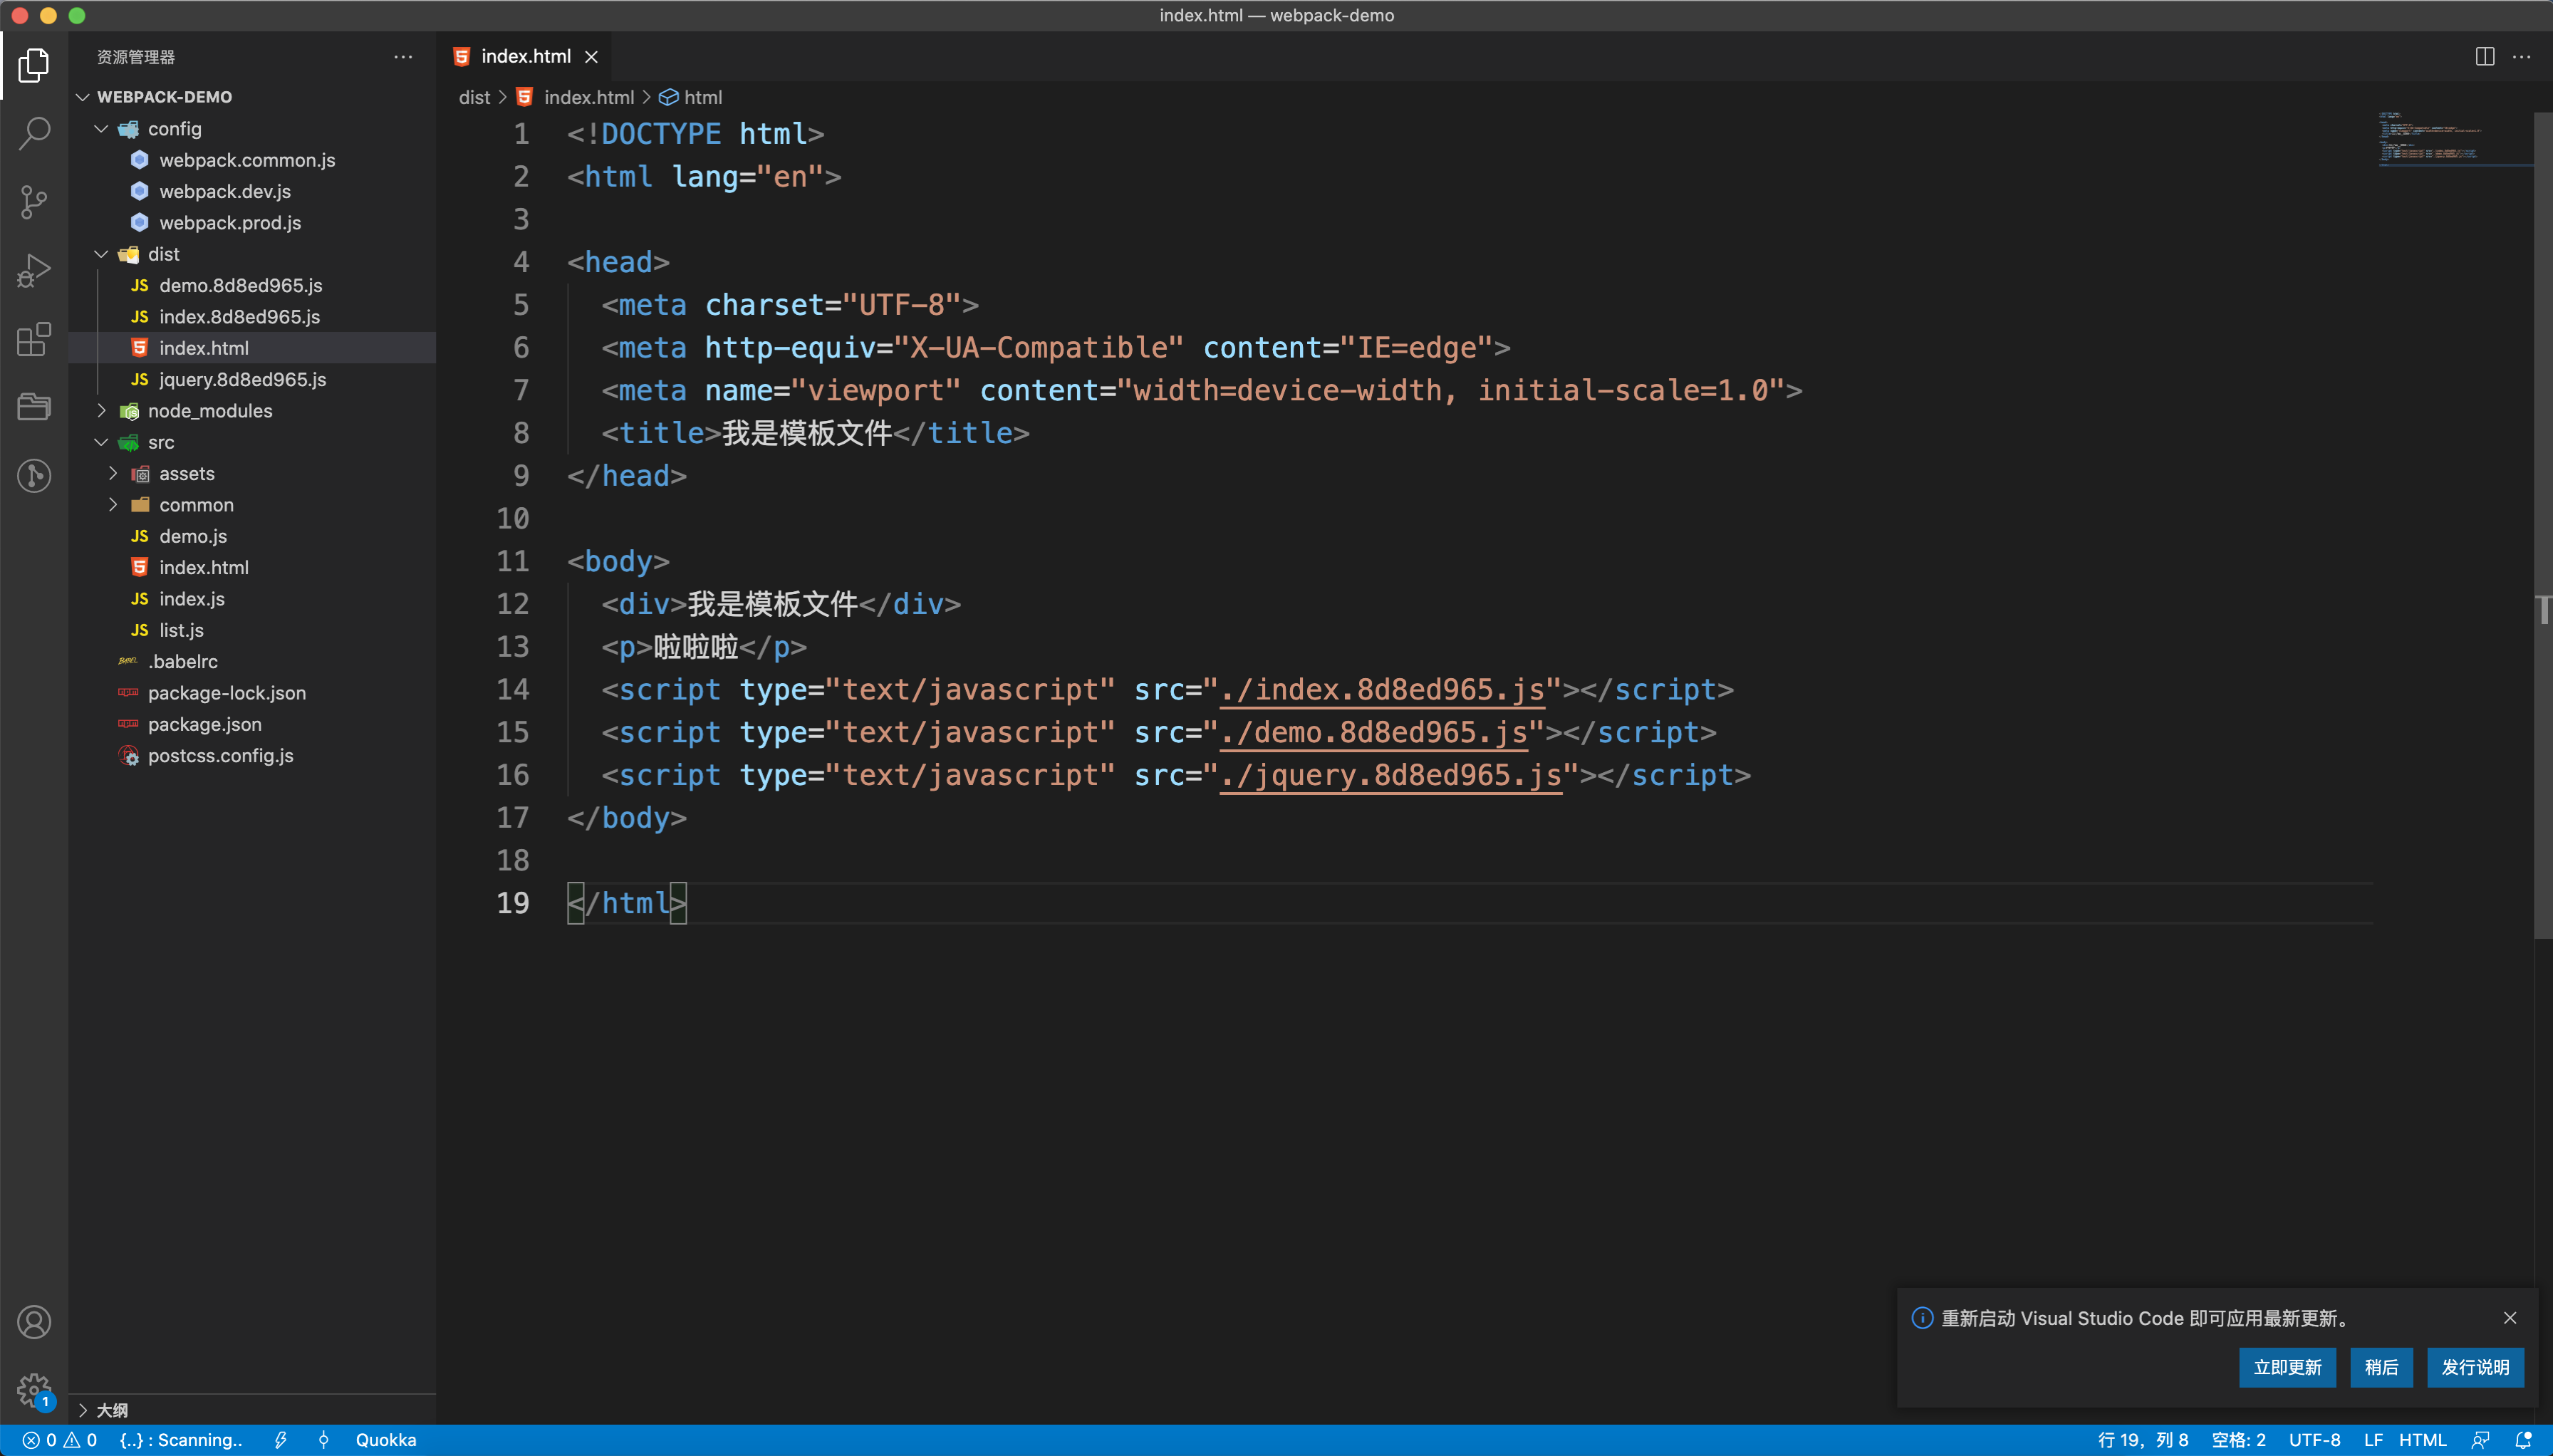 index.html — webpack-demo
资源管理器
WEBPACK-DEMO
config
webpack.common.js
webpack.dev.js
webpack.prod.js
dist
JS demo.8d8ed965.js
JS index.8d8ed965.js
index.html
JS jquery.8d8ed965.js
node_modules
src
assets
common
JS demo.js
index.html
JS index.js
JS list.js
.babelrc
package-lock.json
package.json
postcss.config.js
大纲
index.html
dist > index.html > html
1 <!DOCTYPE html>
2 <html lang="en">
3
4 <head>
5 <meta charset="UTF-8">
6 <meta http-equiv="X-UA-Compatible" content="IE=edge">
7 <meta name="viewport" content="width=device-width, initial-scale=1.0">
8 <title>我是模板文件</title>
9 </head>
10
11 <body>
12 <div>我是模板文件</div>
13 <p>啦啦啦</p>
14 <script type="text/javascript" src="./index.8d8ed965.js"></script>
15 <script type="text/javascript" src="./demo.8d8ed965.js"></script>
16 <script type="text/javascript" src="./jquery.8d8ed965.js"></script>
17 </body>
18
19 </html>
重新启动 Visual Studio Code 即可应用最新更新。
立即更新 稍后 发行说明
1
0 0 {..} : Scanning.. Quokka 行 19，列 8 空格: 2 UTF-8 LF HTML